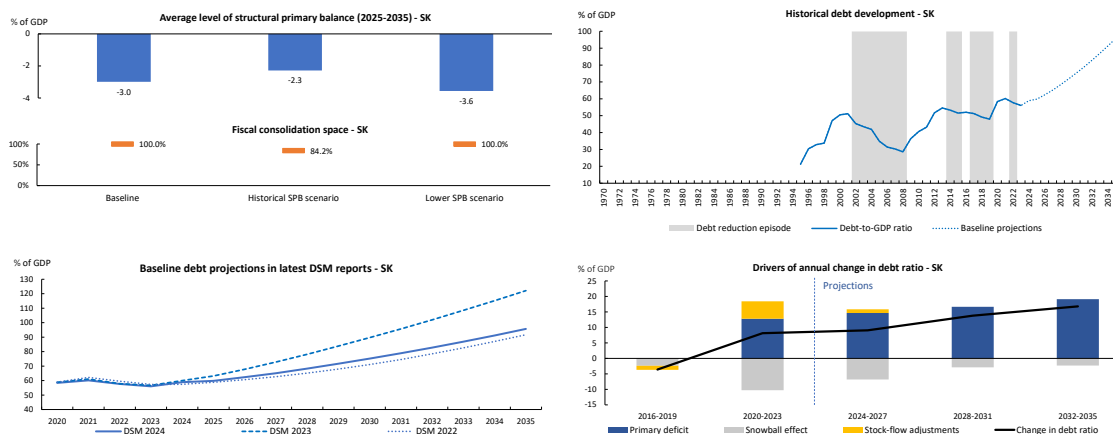 Average level of structural primary balance (2025-2035) - SK
% of GDP
0
-2
-4
-3.0
-2.3
-3.6
Fiscal consolidation space - SK
100%
50%
0%
100.0%
84.2%
100.0%
Baseline Historical SPB scenario Lower SPB scenario
Historical debt development - SK
% of GDP
100
90
80
70
60
50
40
30
20
10
1970 1972 1974 1976 1978 1980 1982 1984 1986 1988 1990 1992 1994 1996 1998 2000 2002 2004 2006 2008 2010 2012 2014 2016 2018 2020 2022 2024 2026 2028 2030 2032 2034
Debt reduction episode Debt-to-GDP ratio Baseline projections
Baseline debt projections in latest DSM reports - SK
% of GDP
130
120
110
100
90
80
70
60
50
40
2020 2021 2022 2023 2024 2025 2026 2027 2028 2029 2030 2031 2032 2033 2034 2035
DSM 2024 DSM 2023 DSM 2022
Drivers of annual change in debt ratio - SK
% of GDP
Projections
25
20
15
10
5
0
-5
-10
-15
2016-2019 2020-2023 2024-2027 2028-2031 2032-2035
Primary deficit Snowball effect Stock-flow adjustments Change in debt ratio